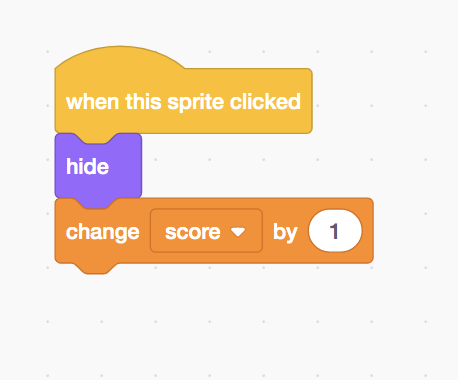 when this sprite clicked
hide
change score by 1